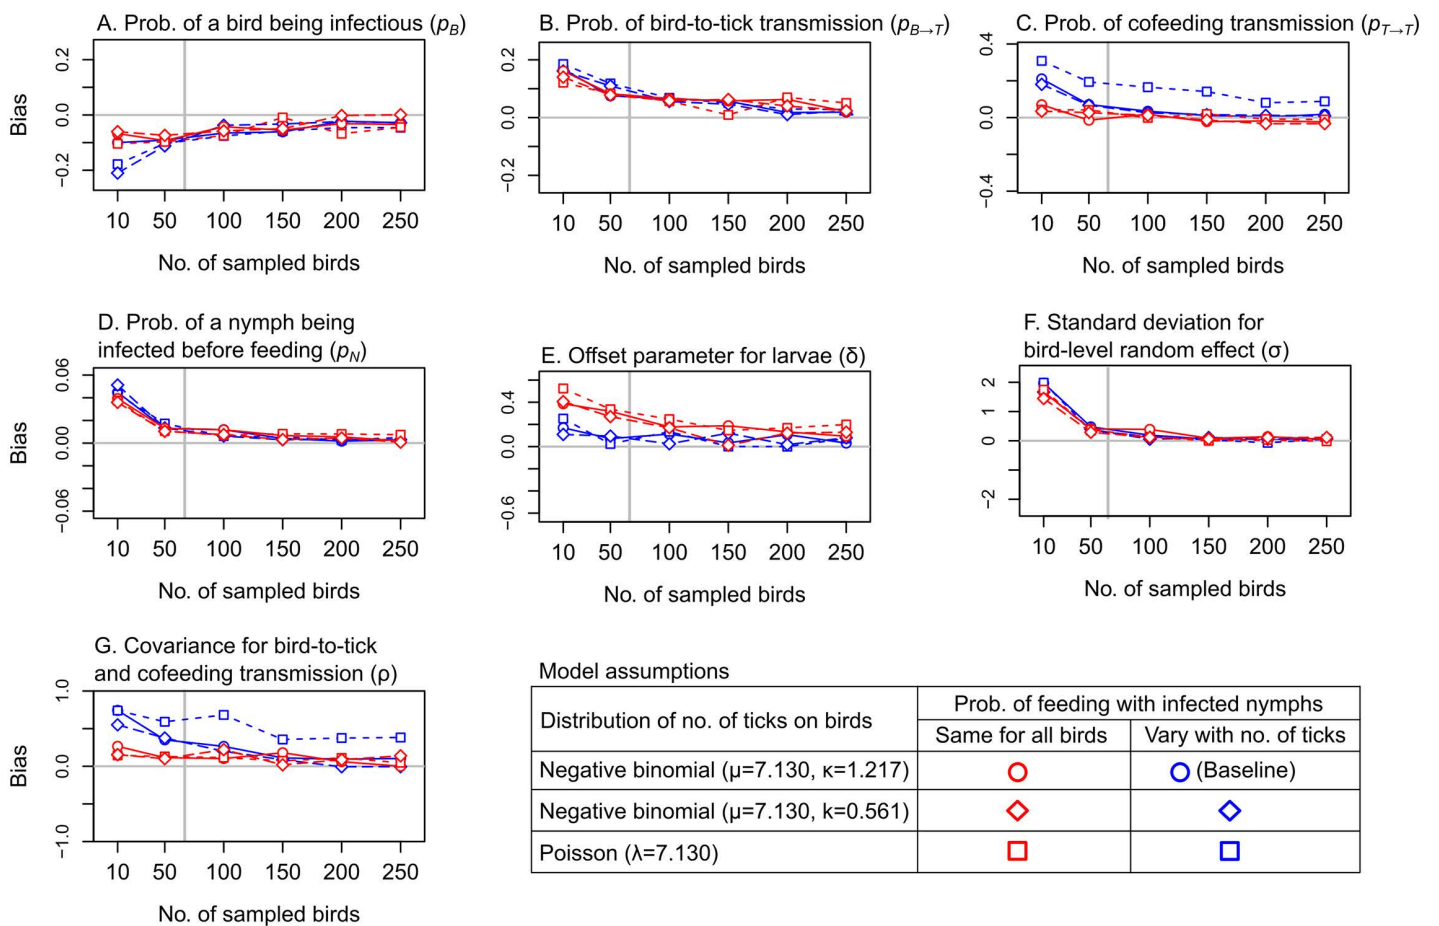 A. Prob. of a bird being infectious (pB)
Bias
0.2
0.0
−0.2
10 50 100 150 200 250
No. of sampled birds
B. Prob. of bird-to-tick transmission (pB→T)
0.2
0.0
−0.2
10 50 100 150 200 250
No. of sampled birds
C. Prob. of cofeeding transmission (pT→T)
0.4
0.0
−0.4
10 50 100 150 200 250
No. of sampled birds
D. Prob. of a nymph being
infected before feeding (pN)
Bias
0.06
0.00
−0.06
10 50 100 150 200 250
No. of sampled birds
E. Offset parameter for larvae (δ)
0.4
0.0
−0.6
10 50 100 150 200 250
No. of sampled birds
F. Standard deviation for
bird-level random effect (σ)
2
1
0
−2
10 50 100 150 200 250
No. of sampled birds
G. Covariance for bird-to-tick
and cofeeding transmission (ρ)
Bias
1.0
0.0
−1.0
10 50 100 150 200 250
No. of sampled birds
Model assumptions
Distribution of no. of ticks on birds
Prob. of feeding with infected nymphs
Same for all birds Vary with no. of ticks
Negative binomial (μ=7.130, κ=1.217) (Baseline)
Negative binomial (μ=7.130, k=0.561)
Poisson (λ=7.130)